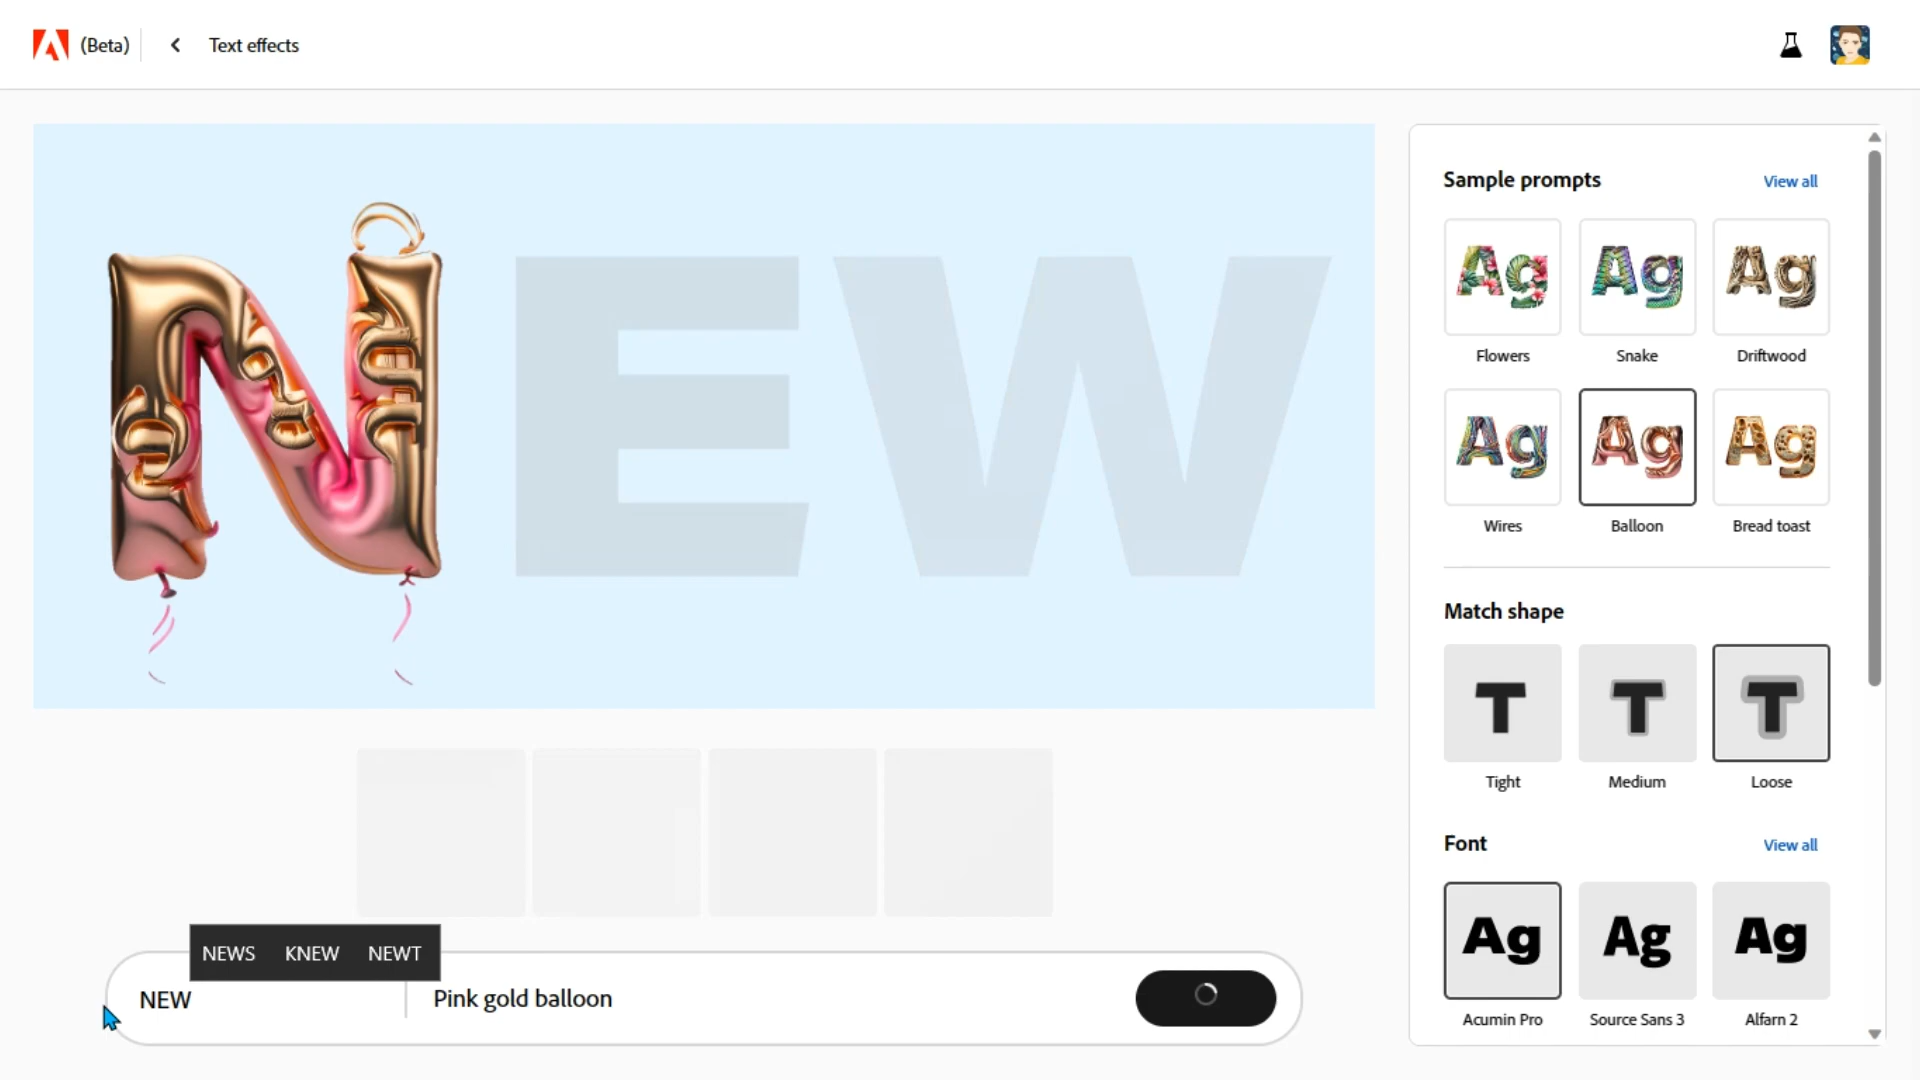 (Beta) Text effects
NEW
Sample prompts View all
Ag Ag Ag
Flowers Snake Driftwood
Ag Ag Ag
Wires Balloon Bread toast
Match shape
T T T
Tight Medium Loose
Font View all
Ag Ag Ag
Acumin Pro Source Sans 3 Alfarn 2
NEWS KNEW NEWT
NEW Pink gold balloon